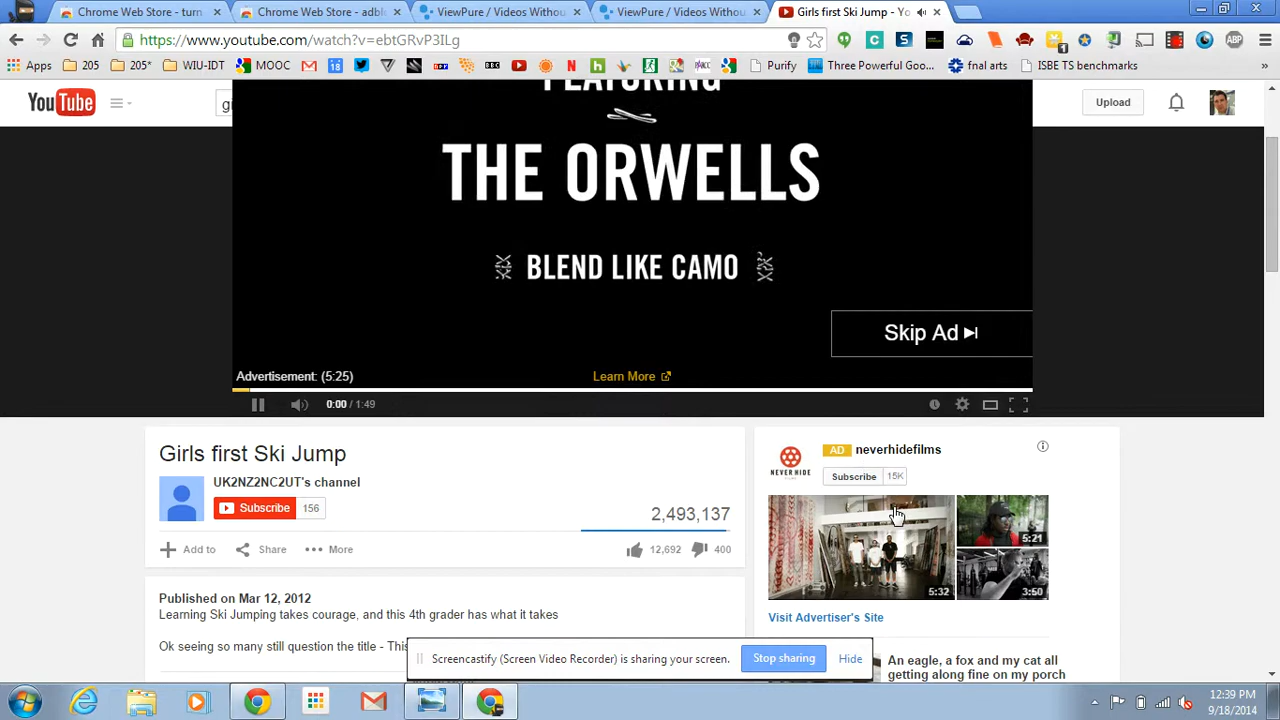 Chrome Web Store - turn
Chrome Web Store - adbl
ViewPure / Videos Withou
ViewPure / Videos Withou
Girls first Ski Jump - Yo
https://www.youtube.com/watch?v=ebtGRvP3ILg
ABP
Apps
205
205*
WIU-IDT
MOOC
Purify
Three Powerful Goo...
fnal arts
ISBE TS benchmarks
»
YouTube
Upload
FEATURING
THE ORWELLS
BLEND LIKE CAMO
Skip Ad
Advertisement: (5:25)
Learn More
0:00 / 1:49
Girls first Ski Jump
UK2NZ2NC2UT's channel
Subscribe 156
2,493,137
Add to
Share
More
12,692
400
Published on Mar 12, 2012
Learning Ski Jumping takes courage, and this 4th grader has what it takes
Ok seeing so many still question the title - This
NEVER HIDE
AD neverhidefilms
Subscribe 15K
5:32
5:21
3:50
Visit Advertiser's Site
An eagle, a fox and my cat all
getting along fine on my porch
Screencastify (Screen Video Recorder) is sharing your screen.
Stop sharing
Hide
12:39 PM
9/18/2014